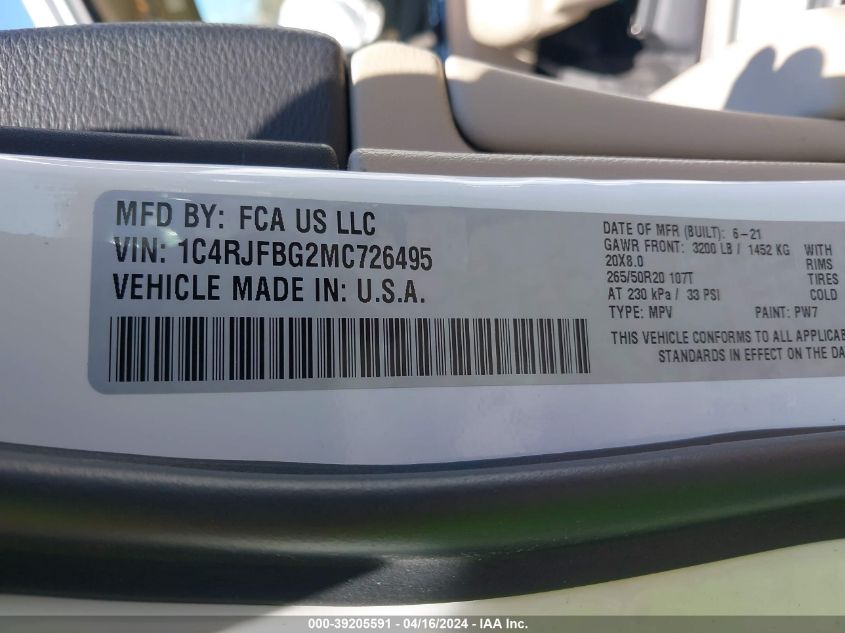 MFD BY: FCA US LLC
VIN: 1C4RJFBG2MC726495
VEHICLE MADE IN: U.S.A.
DATE OF MFR (BUILT): 6-21
GAWR FRONT: 3200 LB / 1452 KG WITH
20X8.0 RIMS
265/50R20 107T TIRES
AT 230 kPa / 33 PSI COLD
TYPE: MPV PAINT: PW7
THIS VEHICLE CONFORMS TO ALL APPLICAB
STANDARDS IN EFFECT ON THE DA
000-39205591 - 04/16/2024 - IAA Inc.